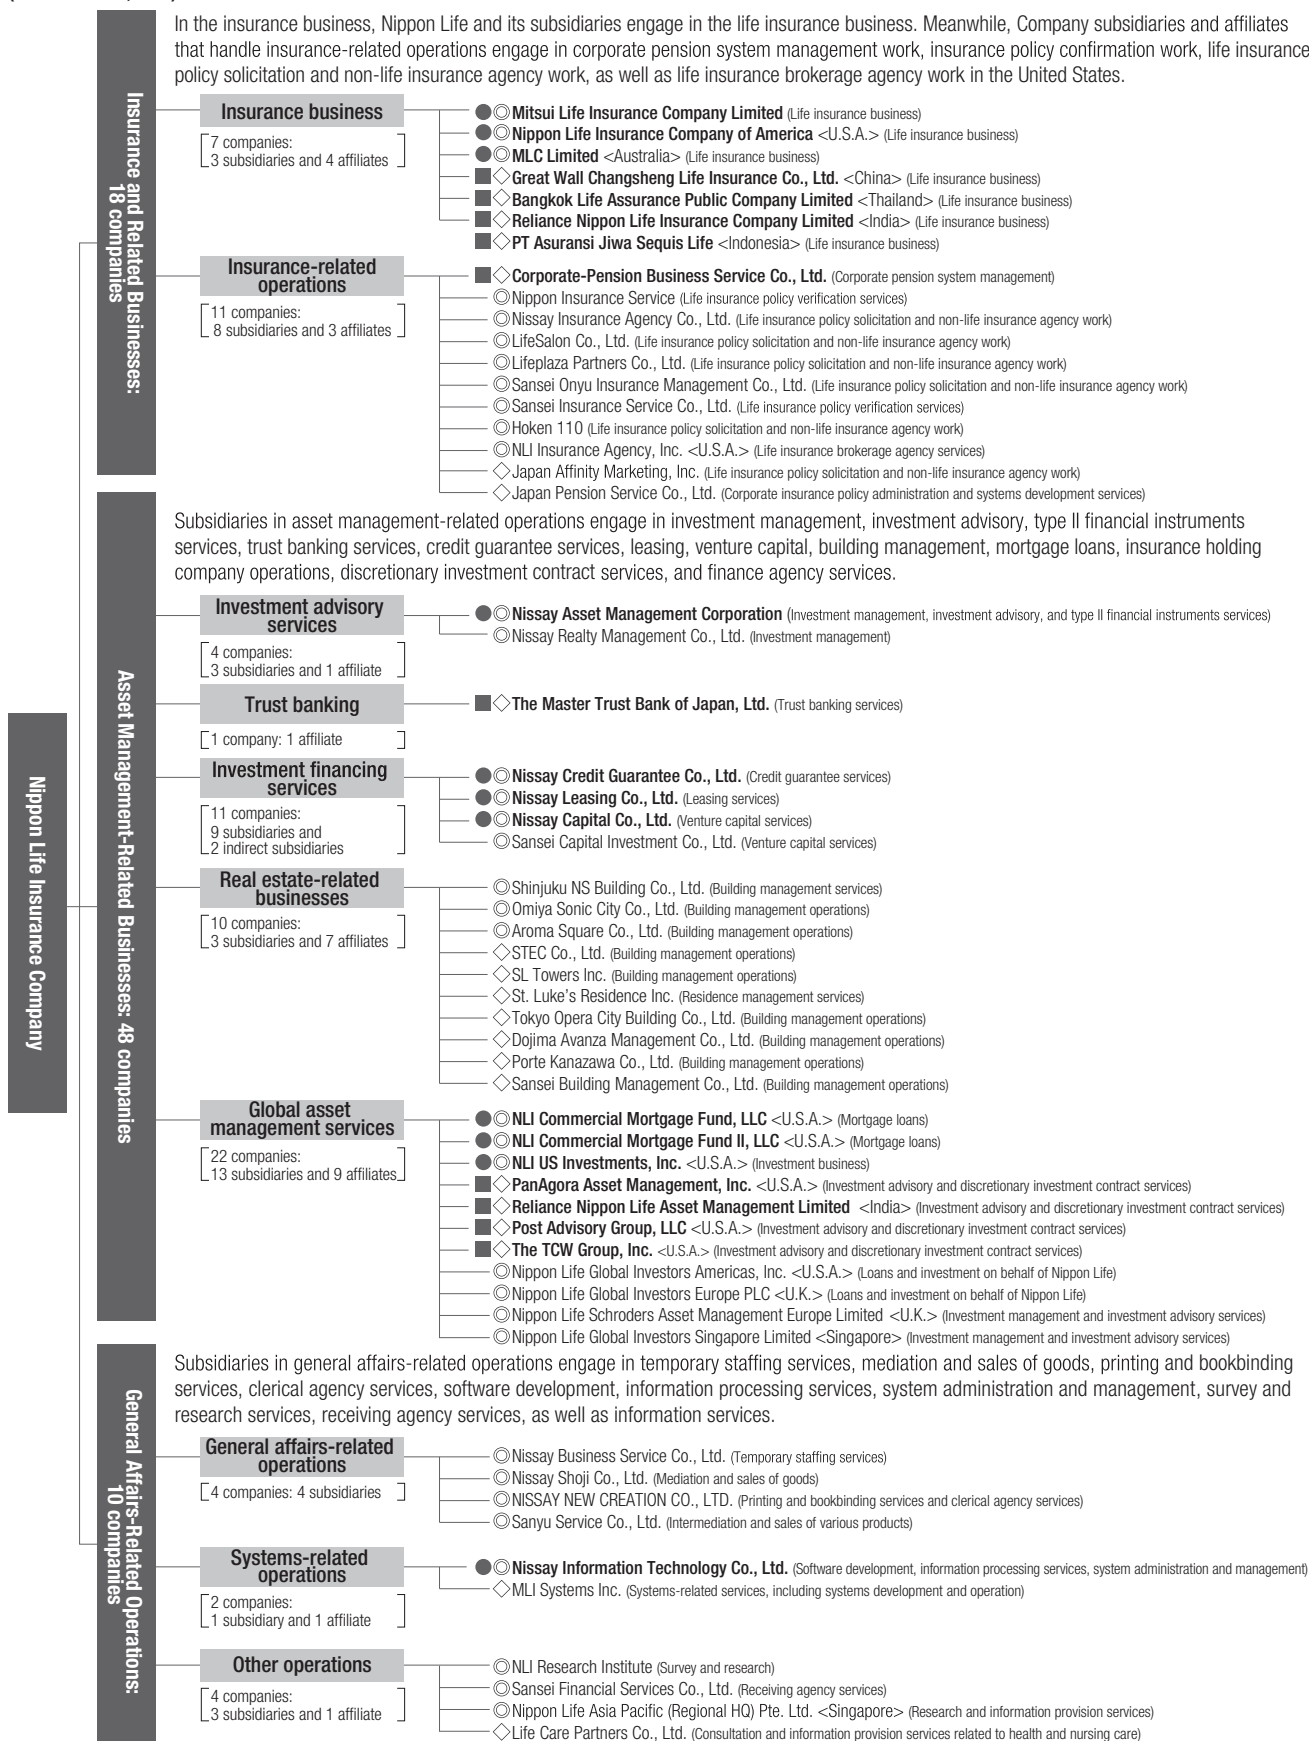 In the insurance business, Nippon Life and its subsidiaries engage in the life insurance business. Meanwhile, Company subsidiaries and affiliates
that handle insurance-related operations engage in corporate pension system management work, insurance policy confirmation work, life insurance
policy solicitation and non-life insurance agency work, as well as life insurance brokerage agency work in the United States.
Nippon Life Insurance Company
Insurance and Related Businesses:
18 companies
Insurance business
7 companies:
3 subsidiaries and 4 affiliates
●◎Mitsui Life Insurance Company Limited (Life insurance business)
●◎Nippon Life Insurance Company of America <U.S.A.> (Life insurance business)
●◎MLC Limited <Australia> (Life insurance business)
■◇Great Wall Changsheng Life Insurance Co., Ltd. <China> (Life insurance business)
■◇Bangkok Life Assurance Public Company Limited <Thailand> (Life insurance business)
■◇Reliance Nippon Life Insurance Company Limited <India> (Life insurance business)
■◇PT Asuransi Jiwa Sequis Life <Indonesia> (Life insurance business)
Insurance-related
operations
11 companies:
8 subsidiaries and 3 affiliates
■◇Corporate-Pension Business Service Co., Ltd. (Corporate pension system management)
◎Nippon Insurance Service (Life insurance policy verification services)
◎Nissay Insurance Agency Co., Ltd. (Life insurance policy solicitation and non-life insurance agency work)
◎LifeSalon Co., Ltd. (Life insurance policy solicitation and non-life insurance agency work)
◎Lifeplaza Partners Co., Ltd. (Life insurance policy solicitation and non-life insurance agency work)
◎Sansei Onyu Insurance Management Co., Ltd. (Life insurance policy solicitation and non-life insurance agency work)
◎Sansei Insurance Service Co., Ltd. (Life insurance policy verification services)
◎Hoken 110 (Life insurance policy solicitation and non-life insurance agency work)
◎NLI Insurance Agency, Inc. <U.S.A.> (Life insurance brokerage agency services)
◇Japan Affinity Marketing, Inc. (Life insurance policy solicitation and non-life insurance agency work)
◇Japan Pension Service Co., Ltd. (Corporate insurance policy administration and systems development services)
Asset Management-Related Businesses: 48 companies
Subsidiaries in asset management-related operations engage in investment management, investment advisory, type II financial instruments
services, trust banking services, credit guarantee services, leasing, venture capital, building management, mortgage loans, insurance holding
company operations, discretionary investment contract services, and finance agency services.
Investment advisory
services
4 companies:
3 subsidiaries and 1 affiliate
●◎Nissay Asset Management Corporation (Investment management, investment advisory, and type II financial instruments services)
◎Nissay Realty Management Co., Ltd. (Investment management)
Trust banking
1 company: 1 affiliate
■◇The Master Trust Bank of Japan, Ltd. (Trust banking services)
Investment financing
services
11 companies:
9 subsidiaries and
2 indirect subsidiaries
●◎Nissay Credit Guarantee Co., Ltd. (Credit guarantee services)
●◎Nissay Leasing Co., Ltd. (Leasing services)
●◎Nissay Capital Co., Ltd. (Venture capital services)
◎Sansei Capital Investment Co., Ltd. (Venture capital services)
Real estate-related
businesses
10 companies:
3 subsidiaries and 7 affiliates
◎Shinjuku NS Building Co., Ltd. (Building management services)
◎Omiya Sonic City Co., Ltd. (Building management operations)
◎Aroma Square Co., Ltd. (Building management operations)
◇STEC Co., Ltd. (Building management operations)
◇SL Towers Inc. (Building management operations)
◇St. Luke's Residence Inc. (Residence management services)
◇Tokyo Opera City Building Co., Ltd. (Building management operations)
◇Dojima Avanza Management Co., Ltd. (Building management operations)
◇Porte Kanazawa Co., Ltd. (Building management operations)
◇Sansei Building Management Co., Ltd. (Building management operations)
Global asset
management services
22 companies:
13 subsidiaries and 9 affiliates
●◎NLI Commercial Mortgage Fund, LLC <U.S.A.> (Mortgage loans)
●◎NLI Commercial Mortgage Fund II, LLC <U.S.A.> (Mortgage loans)
●◎NLI US Investments, Inc. <U.S.A.> (Investment business)
■◇PanAgora Asset Management, Inc. <U.S.A.> (Investment advisory and discretionary investment contract services)
■◇Reliance Nippon Life Asset Management Limited <India> (Investment advisory and discretionary investment contract services)
■◇Post Advisory Group, LLC <U.S.A.> (Investment advisory and discretionary investment contract services)
■◇The TCW Group, Inc. <U.S.A.> (Investment advisory and discretionary investment contract services)
◎Nippon Life Global Investors Americas, Inc. <U.S.A.> (Loans and investment on behalf of Nippon Life)
◎Nippon Life Global Investors Europe PLC <U.K.> (Loans and investment on behalf of Nippon Life)
◎Nippon Life Schroders Asset Management Europe Limited <U.K.> (Investment management and investment advisory services)
◎Nippon Life Global Investors Singapore Limited <Singapore> (Investment management and investment advisory services)
General Affairs-Related Operations:
10 companies
Subsidiaries in general affairs-related operations engage in temporary staffing services, mediation and sales of goods, printing and bookbinding
services, clerical agency services, software development, information processing services, system administration and management, survey and
research services, receiving agency services, as well as information services.
General affairs-related
operations
4 companies: 4 subsidiaries
◎Nissay Business Service Co., Ltd. (Temporary staffing services)
◎Nissay Shoji Co., Ltd. (Mediation and sales of goods)
◎NISSAY NEW CREATION CO., LTD. (Printing and bookbinding services and clerical agency services)
◎Sanyu Service Co., Ltd. (Intermediation and sales of various products)
Systems-related
operations
2 companies:
1 subsidiary and 1 affiliate
●◎Nissay Information Technology Co., Ltd. (Software development, information processing services, system administration and management)
◇MLI Systems Inc. (Systems-related services, including systems development and operation)
Other operations
4 companies:
3 subsidiaries and 1 affiliate
◎NLI Research Institute (Survey and research)
◎Sansei Financial Services Co., Ltd. (Receiving agency services)
◎Nippon Life Asia Pacific (Regional HQ) Pte. Ltd. <Singapore> (Research and information provision services)
◇Life Care Partners Co., Ltd. (Consultation and information provision services related to health and nursing care)